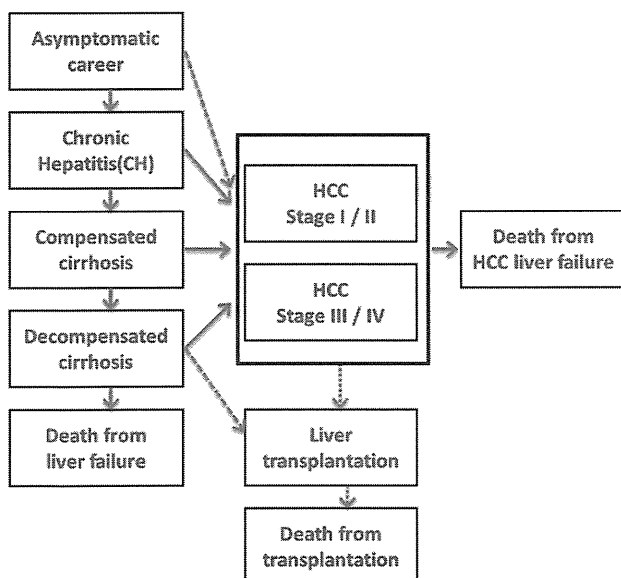 Asymptomatic
career
Chronic
Hepatitis(CH)
Compensated
cirrhosis
Decompensated
cirrhosis
Death from
liver failure
HCC
Stage I / II
HCC
Stage III / IV
Liver
transplantation
Death from
transplantation
Death from
HCC liver failure